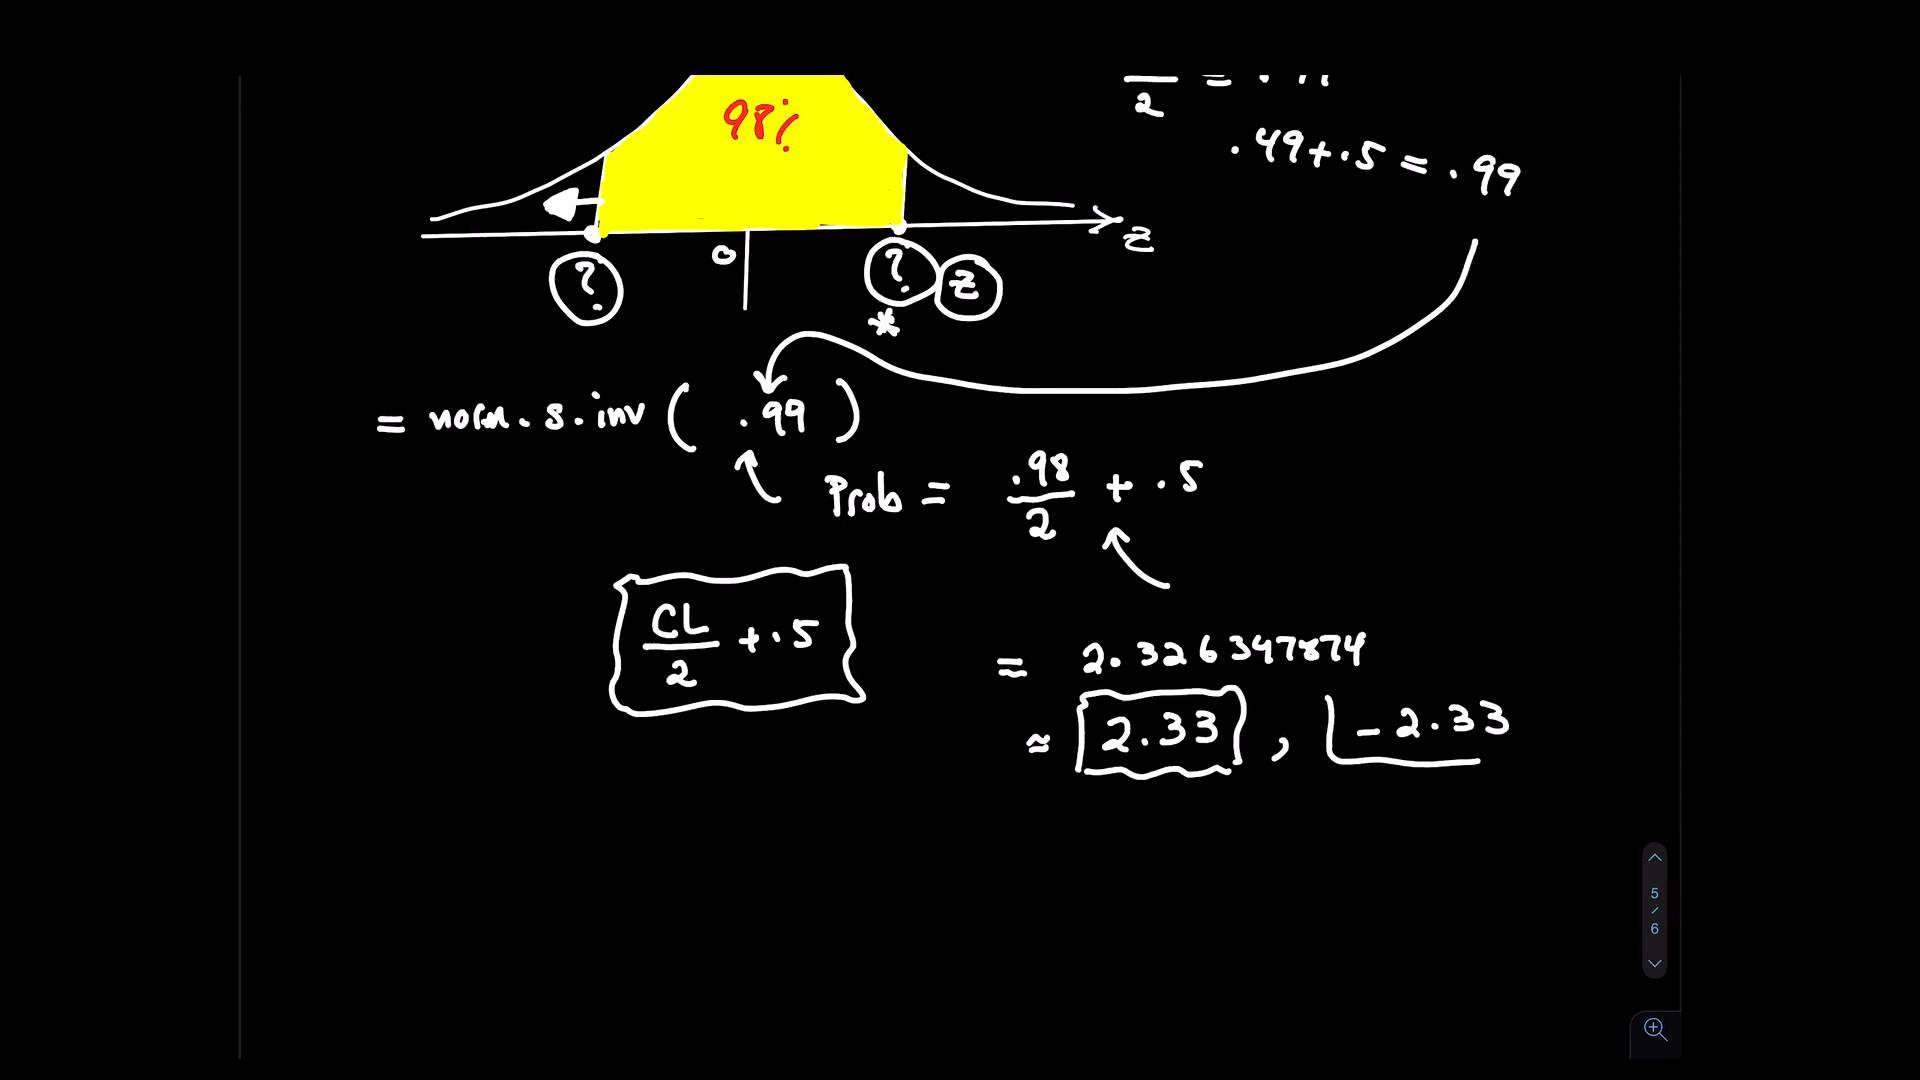 98%
2 =
.49+.5 = .99
0
z
?
? z
*
= norm.s.inv ( .99 )
Prob = .98/2 + .5
CL/2 + .5
= 2.326347874
≈ 2.33 , -2.33
5
/
6